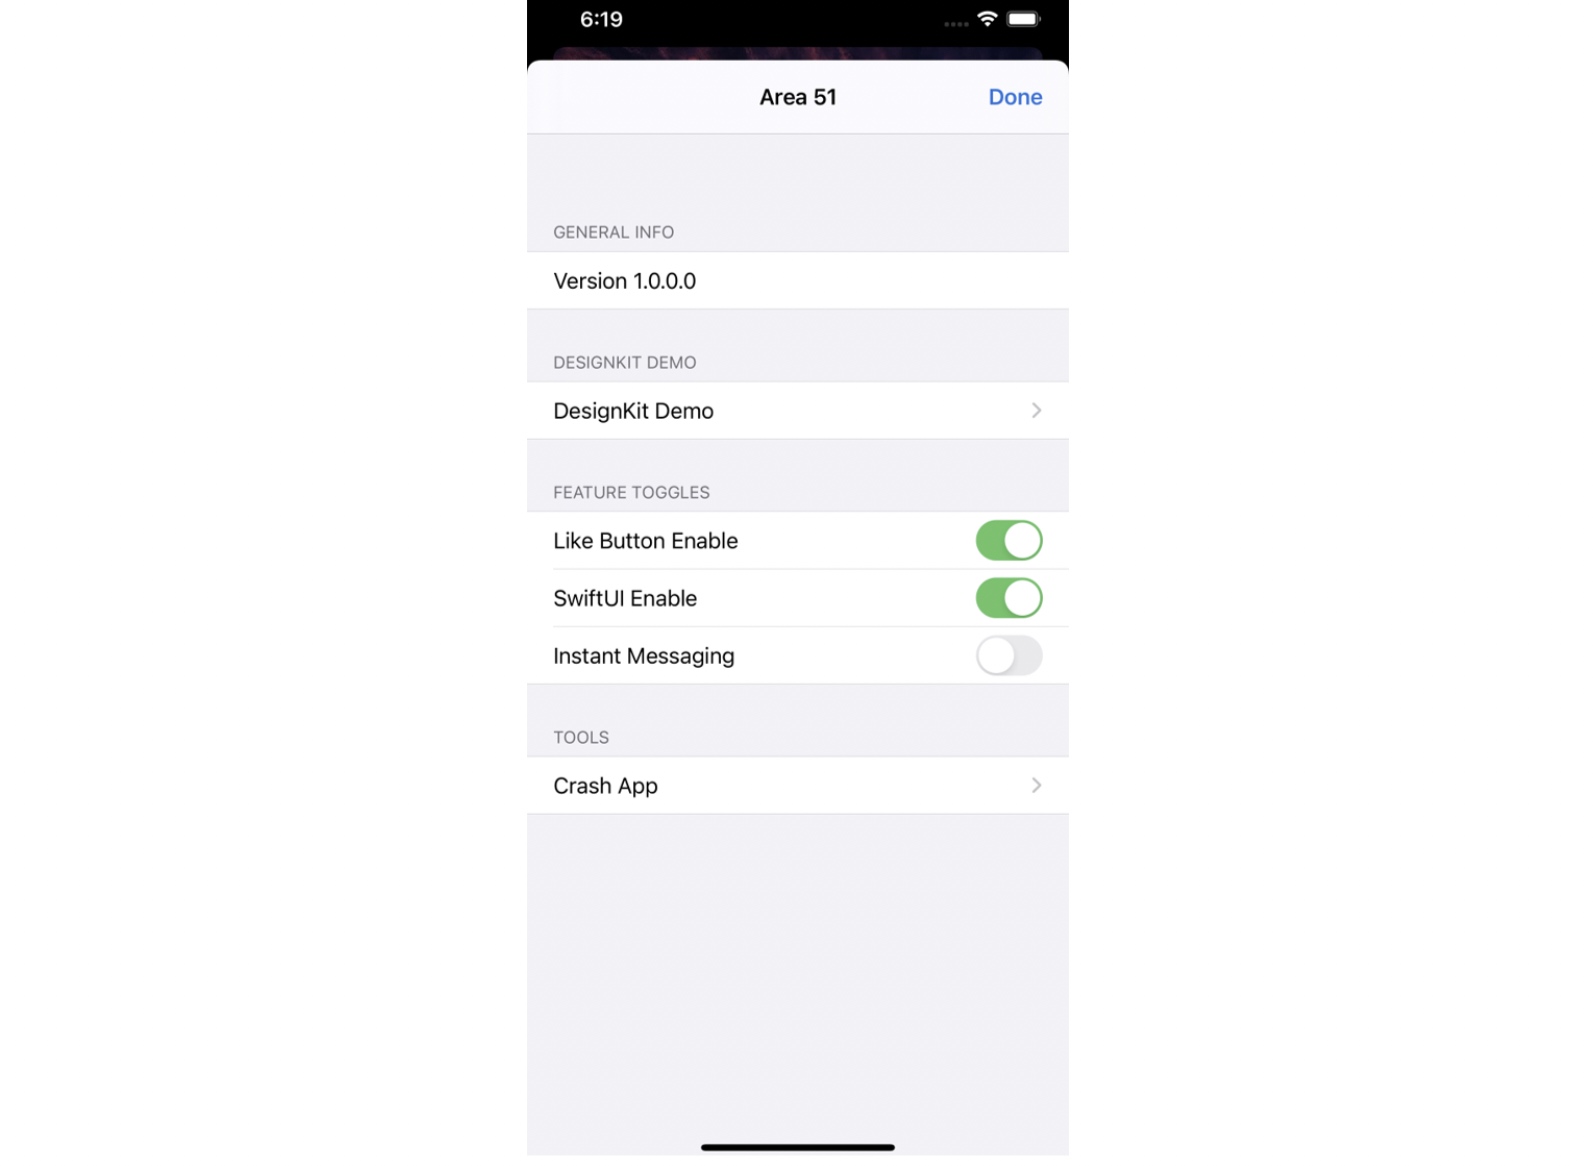 6:19
Area 51
Done
GENERAL INFO
Version 1.0.0.0
DESIGNKIT DEMO
DesignKit Demo
FEATURE TOGGLES
Like Button Enable
SwiftUI Enable
Instant Messaging
TOOLS
Crash App